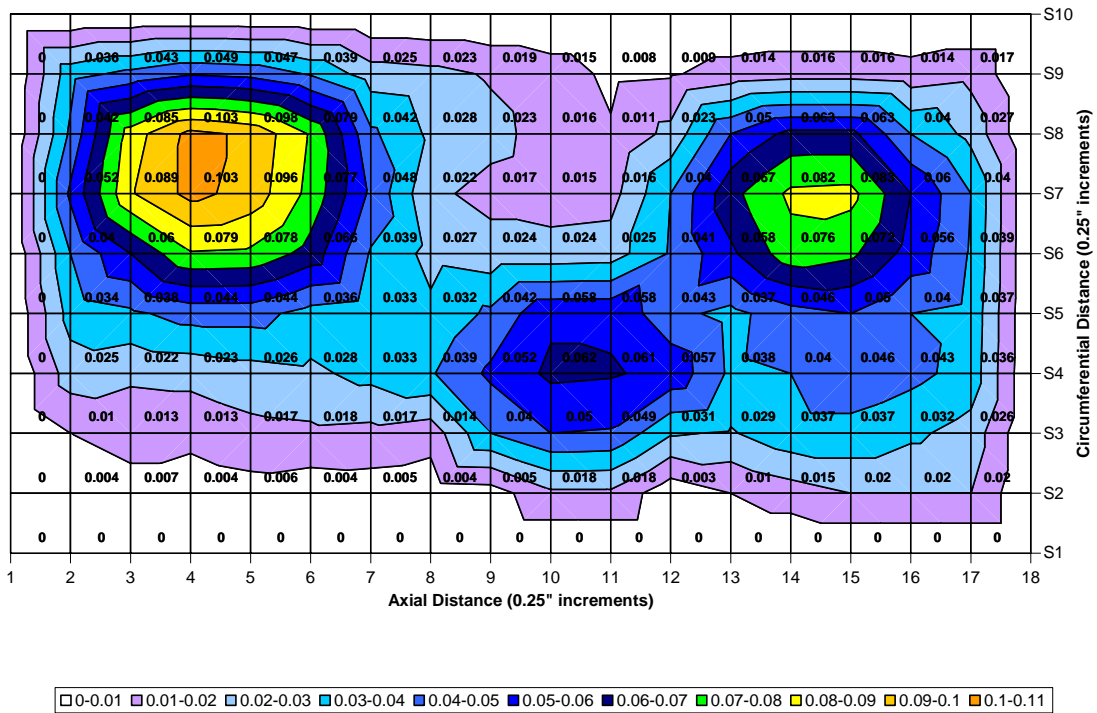 S10
0 0.036 0.043 0.049 0.047 0.039 0.025 0.023 0.019 0.015 0.008 0.009 0.014 0.016 0.016 0.014 0.017
S9
0 0.042 0.085 0.103 0.098 0.079 0.042 0.028 0.023 0.016 0.011 0.023 0.05 0.063 0.063 0.04 0.027
S8
0 0.052 0.089 0.103 0.096 0.077 0.048 0.022 0.017 0.015 0.016 0.04 0.067 0.082 0.083 0.06 0.04
S7
0 0.04 0.06 0.079 0.078 0.066 0.039 0.027 0.024 0.024 0.025 0.041 0.058 0.076 0.072 0.056 0.039
S6
0 0.034 0.038 0.044 0.044 0.036 0.033 0.032 0.042 0.058 0.058 0.043 0.037 0.046 0.05 0.04 0.037
S5
0 0.025 0.022 0.023 0.026 0.028 0.033 0.039 0.052 0.062 0.061 0.057 0.038 0.04 0.046 0.043 0.036
S4
0 0.01 0.013 0.013 0.017 0.018 0.017 0.014 0.04 0.05 0.049 0.031 0.029 0.037 0.037 0.032 0.026
S3
0 0.004 0.007 0.004 0.006 0.004 0.005 0.004 0.005 0.018 0.018 0.003 0.01 0.015 0.02 0.02 0.02
S2
0 0 0 0 0 0 0 0 0 0 0 0 0 0 0 0 0
S1
Circumferential Distance (0.25" increments)
1 2 3 4 5 6 7 8 9 10 11 12 13 14 15 16 17 18
Axial Distance (0.25" increments)
0-0.01 0.01-0.02 0.02-0.03 0.03-0.04 0.04-0.05 0.05-0.06 0.06-0.07 0.07-0.08 0.08-0.09 0.09-0.1 0.1-0.11